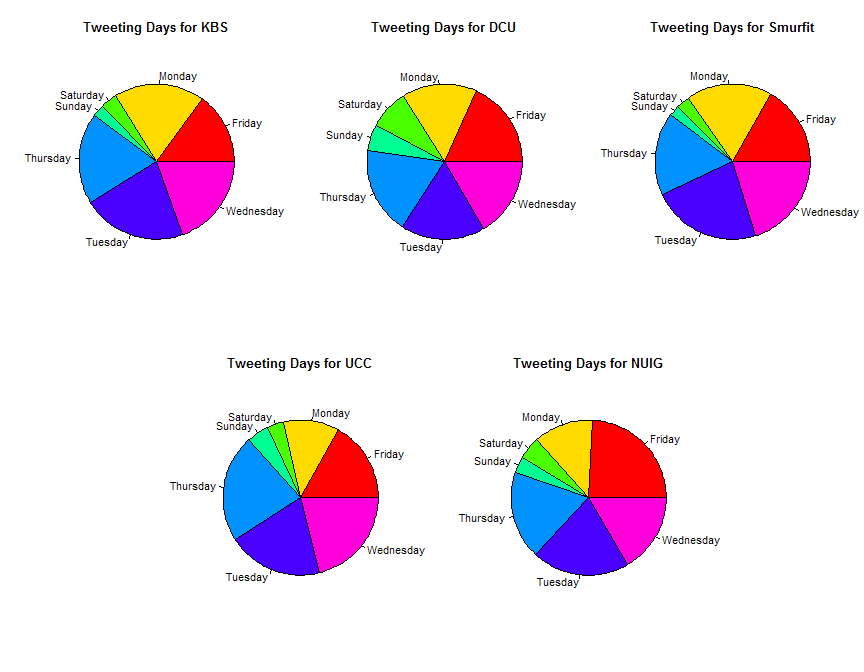 Tweeting Days for KBS
Monday
Saturday
Sunday
Friday
Thursday
Wednesday
Tuesday
Tweeting Days for DCU
Monday
Saturday
Friday
Sunday
Thursday
Wednesday
Tuesday
Tweeting Days for Smurfit
Monday
Saturday
Sunday
Friday
Thursday
Wednesday
Tuesday
Tweeting Days for UCC
Monday
Saturday
Sunday
Friday
Thursday
Wednesday
Tuesday
Tweeting Days for NUIG
Monday
Friday
Saturday
Sunday
Thursday
Wednesday
Tuesday